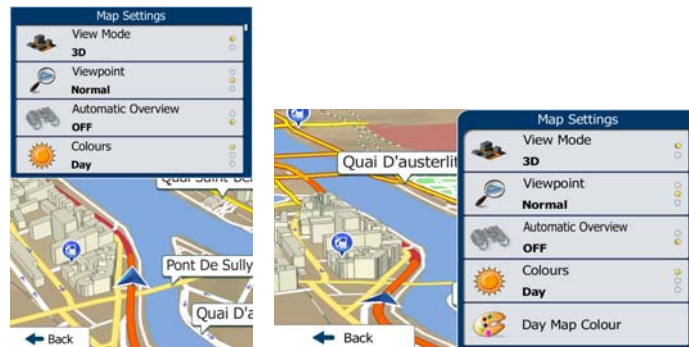 Map Settings
View Mode
3D
Viewpoint
Normal
Automatic Overview
OFF
Colours
Day
Pont De Sully
Quai D'a
Back
Map Settings
View Mode
3D
Viewpoint
Normal
Automatic Overview
OFF
Colours
Day
Day Map Colour
Quai D'austerlit
Back